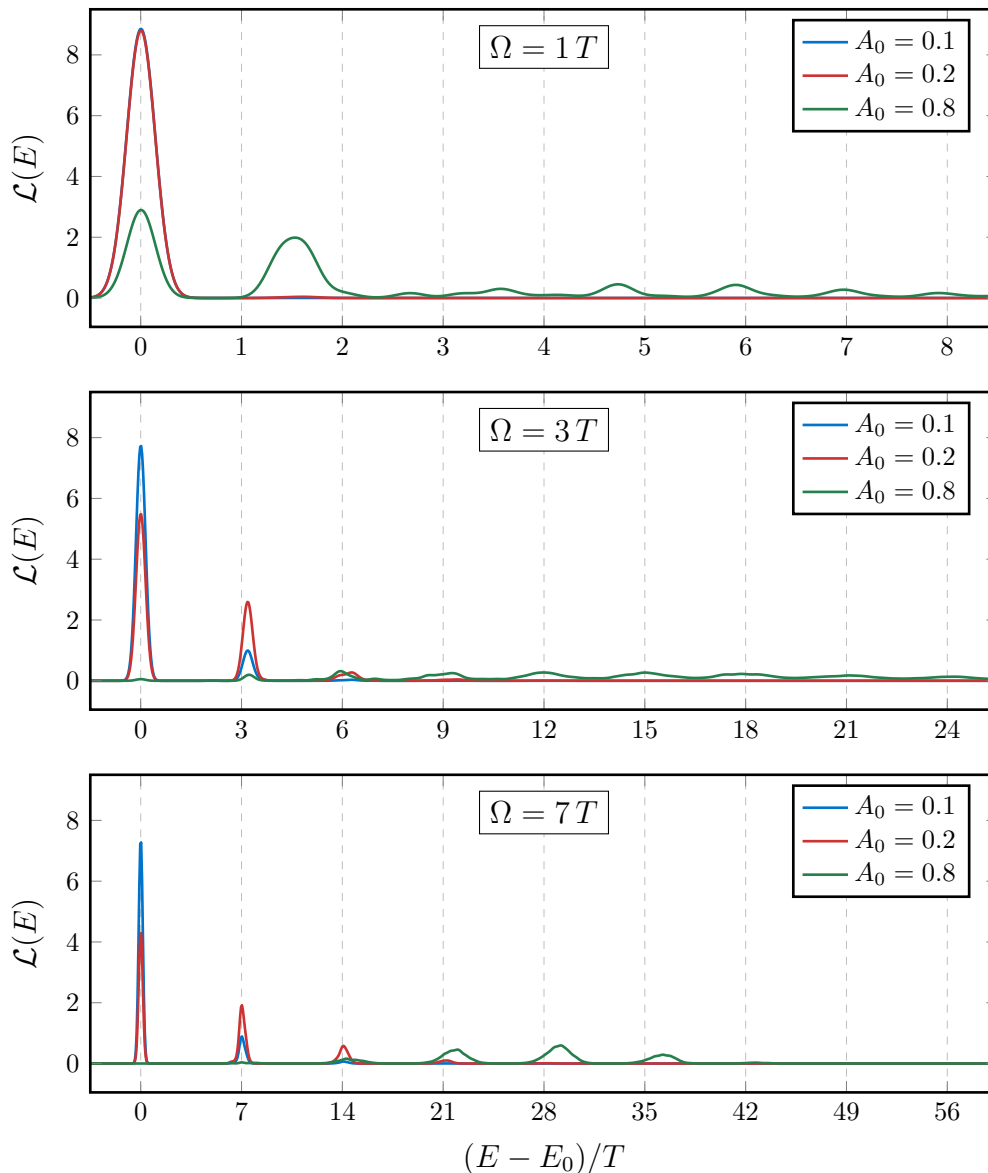 Ω = 1 T
A₀ = 0.1
A₀ = 0.2
A₀ = 0.8
ℒ(E)
8
6
4
2
0
0 1 2 3 4 5 6 7 8
Ω = 3 T
A₀ = 0.1
A₀ = 0.2
A₀ = 0.8
ℒ(E)
8
6
4
2
0
0 3 6 9 12 15 18 21 24
Ω = 7 T
A₀ = 0.1
A₀ = 0.2
A₀ = 0.8
ℒ(E)
8
6
4
2
0
0 7 14 21 28 35 42 49 56
(E − E₀)/T